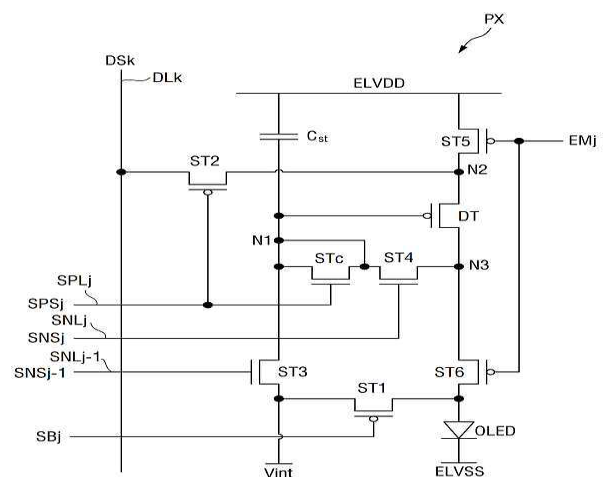 PX
DSk
DLk
ELVDD
Cst
ST5
EMj
ST2
N2
DT
N1
STc
ST4
N3
SPLj
SPSj
SNLj
SNSj
SNLj-1
SNSj-1
ST3
ST1
ST6
SBj
OLED
Vint
ELVSS